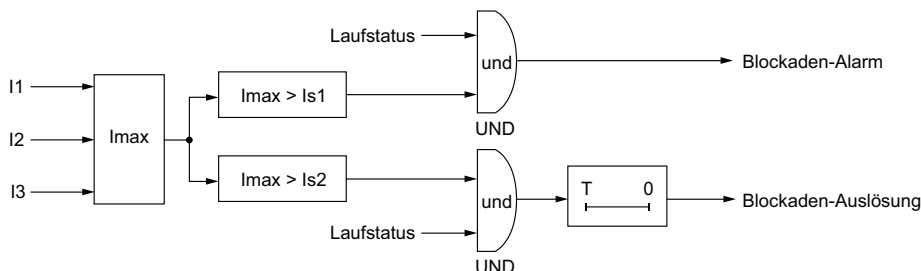 Laufstatus
und
Blockaden-Alarm
I1
Imax > Is1
UND
I2
Imax
I3
Imax > Is2
und
T 0
Blockaden-Auslösung
Laufstatus
UND